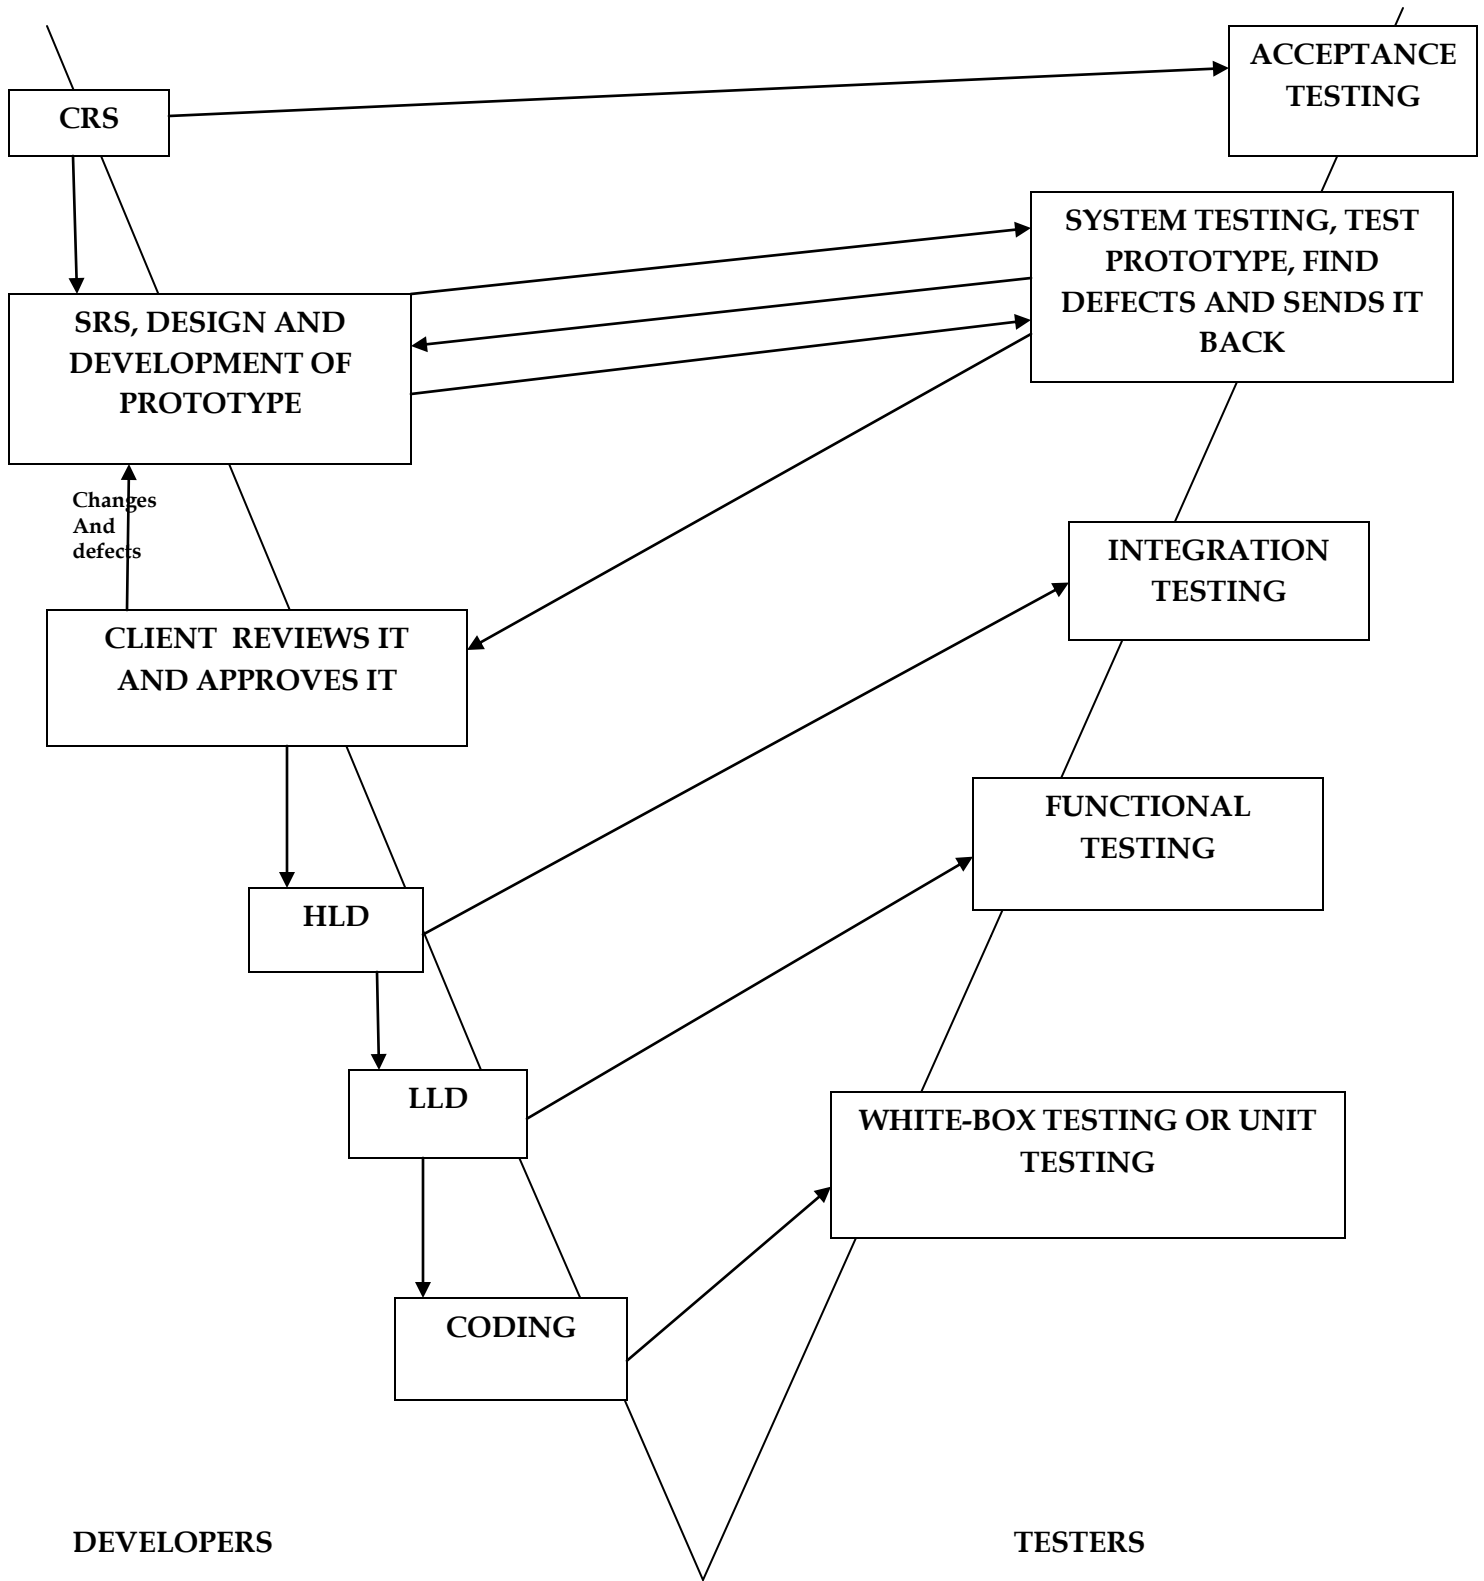 ACCEPTANCE
TESTING
CRS
SYSTEM TESTING, TEST
PROTOTYPE, FIND
DEFECTS AND SENDS IT
BACK
SRS, DESIGN AND
DEVELOPMENT OF
PROTOTYPE
Changes
And
defects
INTEGRATION
TESTING
CLIENT REVIEWS IT
AND APPROVES IT
FUNCTIONAL
TESTING
HLD
LLD
WHITE-BOX TESTING OR UNIT
TESTING
CODING
DEVELOPERS
TESTERS